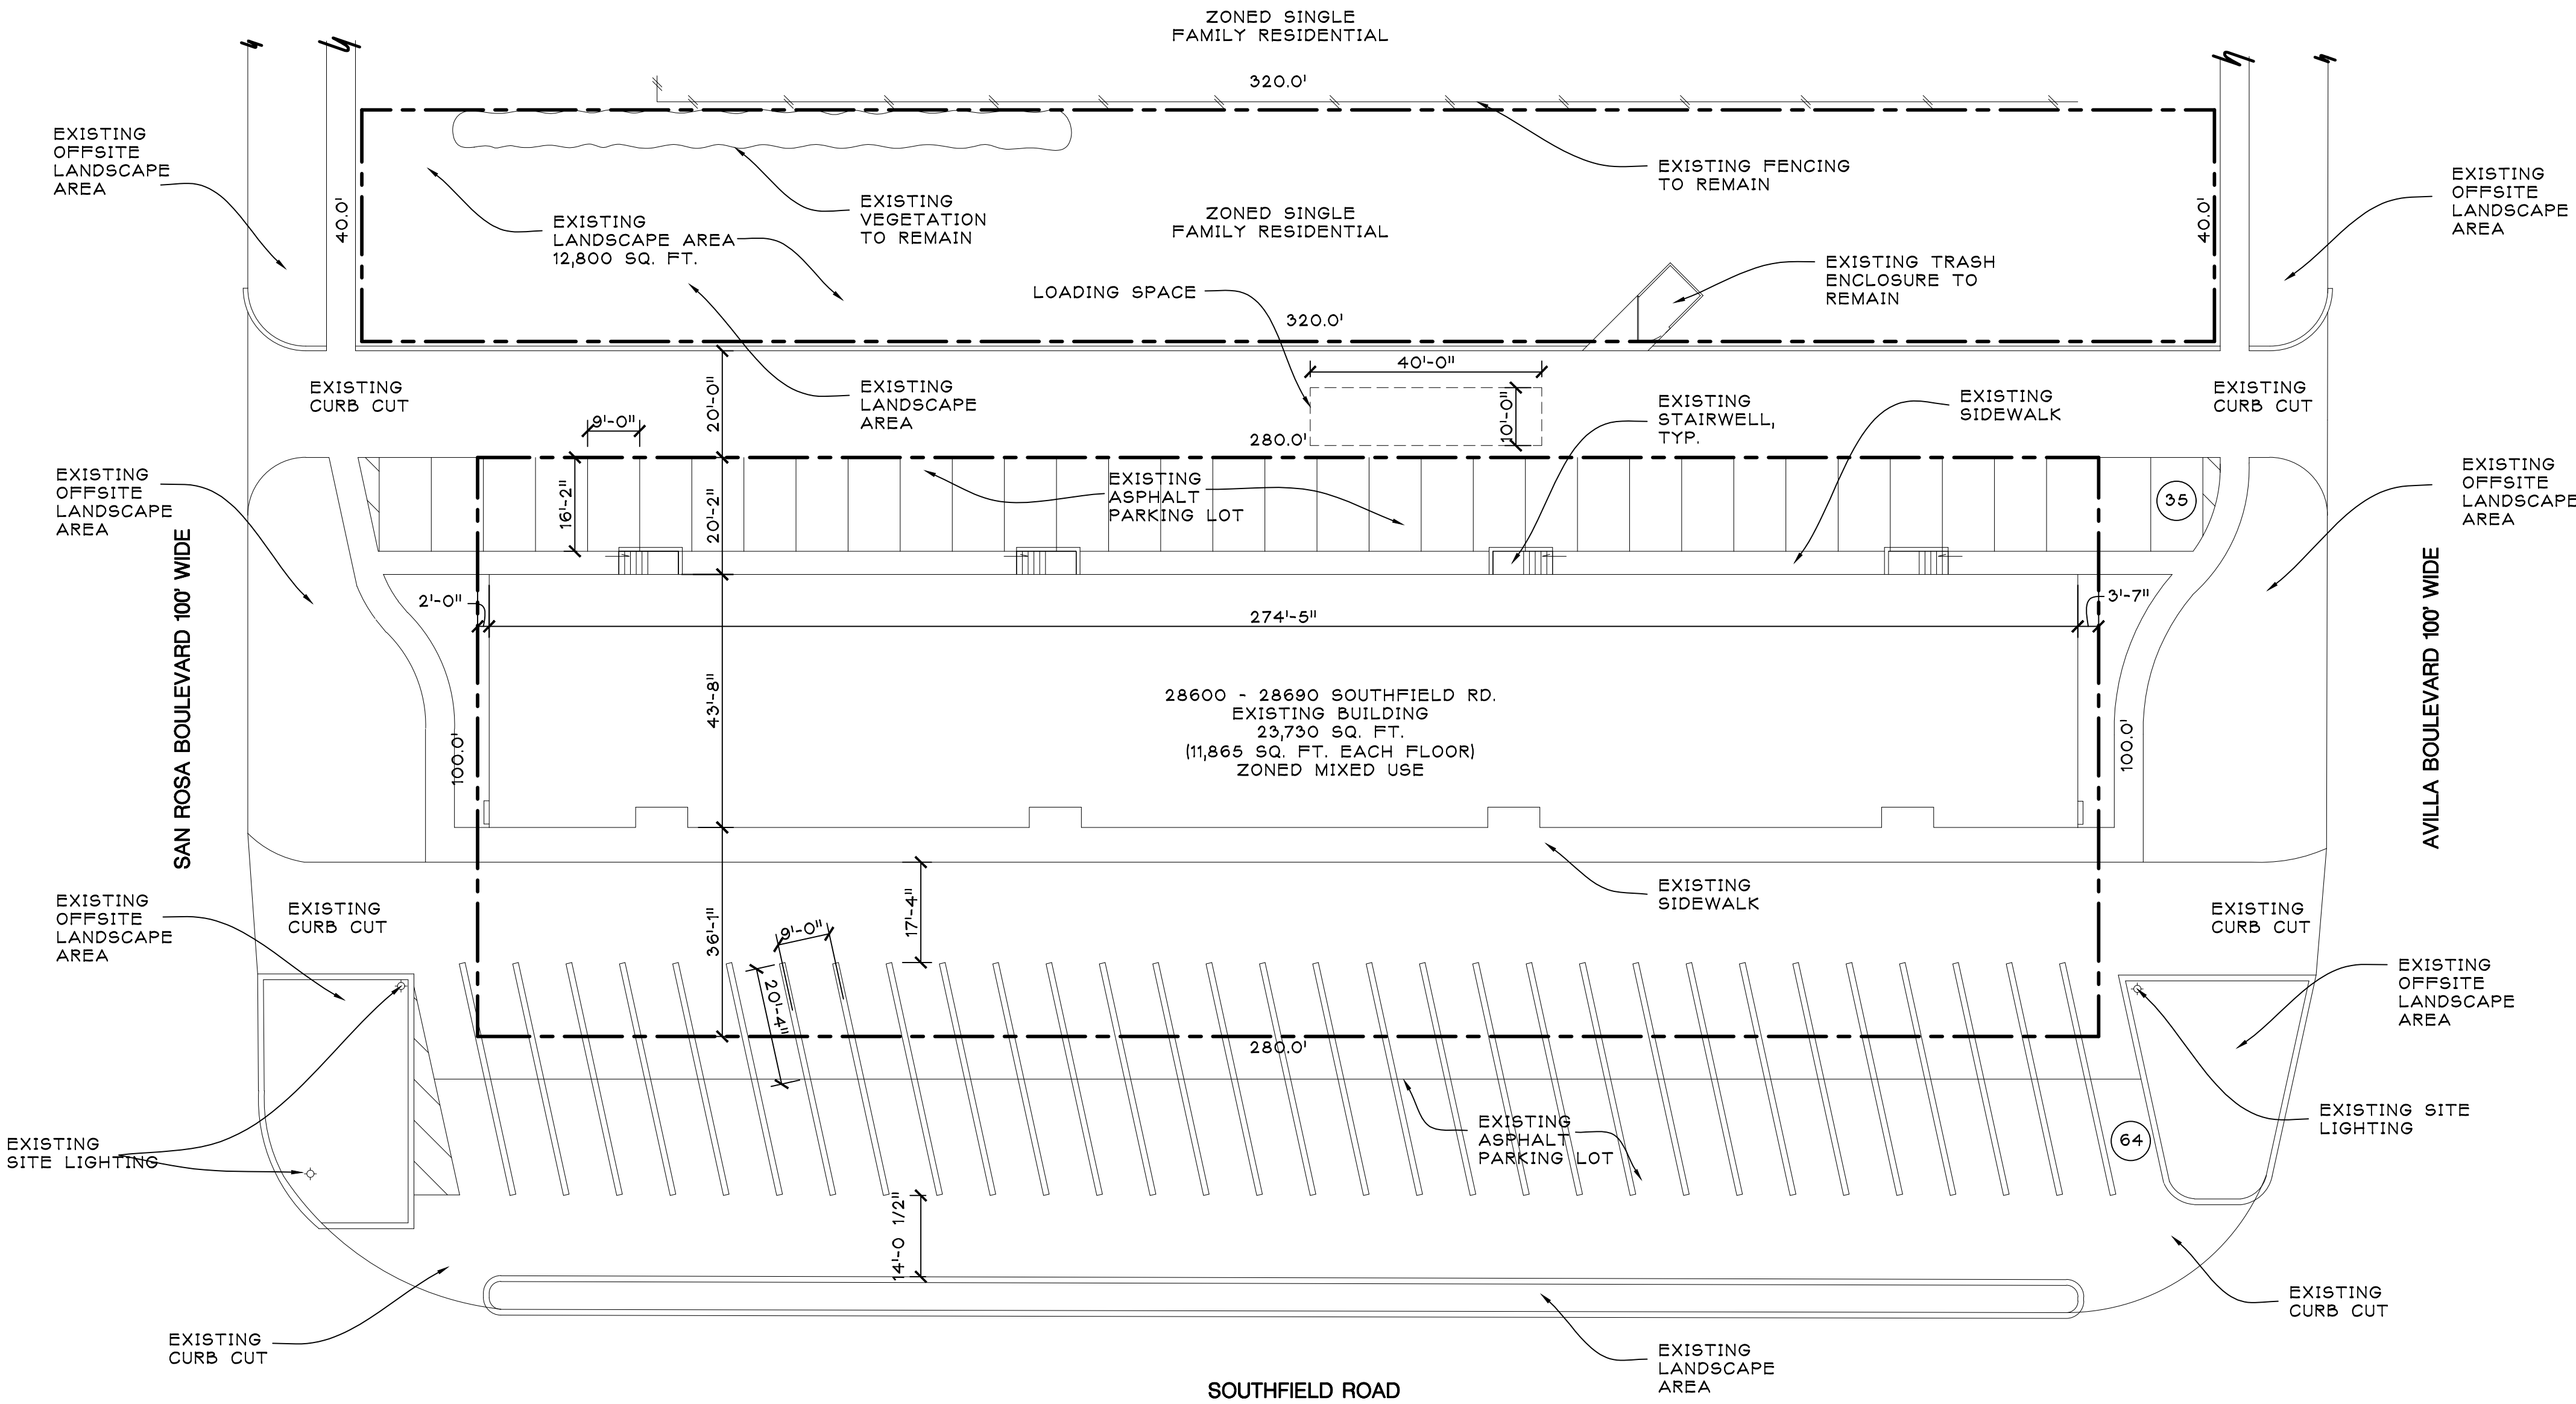 ZONED SINGLE
FAMILY RESIDENTIAL
320.0'
EXISTING
OFFSITE
LANDSCAPE
AREA
40.0'
EXISTING
LANDSCAPE AREA
12,800 SQ. FT.
EXISTING
VEGETATION
TO REMAIN
ZONED SINGLE
FAMILY RESIDENTIAL
EXISTING FENCING
TO REMAIN
40.0'
EXISTING
OFFSITE
LANDSCAPE
AREA
LOADING SPACE
320.0'
EXISTING TRASH
ENCLOSURE TO
REMAIN
EXISTING
CURB CUT
9'-0"
20'-0"
EXISTING
LANDSCAPE
AREA
40'-0"
10'-0"
280.0'
EXISTING
STAIRWELL,
TYP.
EXISTING
SIDEWALK
EXISTING
CURB CUT
EXISTING
OFFSITE
LANDSCAPE
AREA
16'-2"
20'-2"
EXISTING
ASPHALT
PARKING LOT
35
EXISTING
OFFSITE
LANDSCAPE
AREA
SAN ROSA BOULEVARD 100' WIDE
2'-0"
274'-5"
3'-7"
AVILLA BOULEVARD 100' WIDE
100.0'
43'-8"
28600 - 28690 SOUTHFIELD RD.
EXISTING BUILDING
23,730 SQ. FT.
(11,865 SQ. FT. EACH FLOOR)
ZONED MIXED USE
100.0'
EXISTING
OFFSITE
LANDSCAPE
AREA
EXISTING
CURB CUT
36'-1"
9'-0"
20'-4"
17'-4"
EXISTING
SIDEWALK
EXISTING
CURB CUT
EXISTING
OFFSITE
LANDSCAPE
AREA
280.0'
EXISTING
SITE LIGHTING
EXISTING
ASPHALT
PARKING LOT
64
EXISTING SITE
LIGHTING
14'-0 1/2"
EXISTING
CURB CUT
EXISTING
LANDSCAPE
AREA
EXISTING
CURB CUT
SOUTHFIELD ROAD